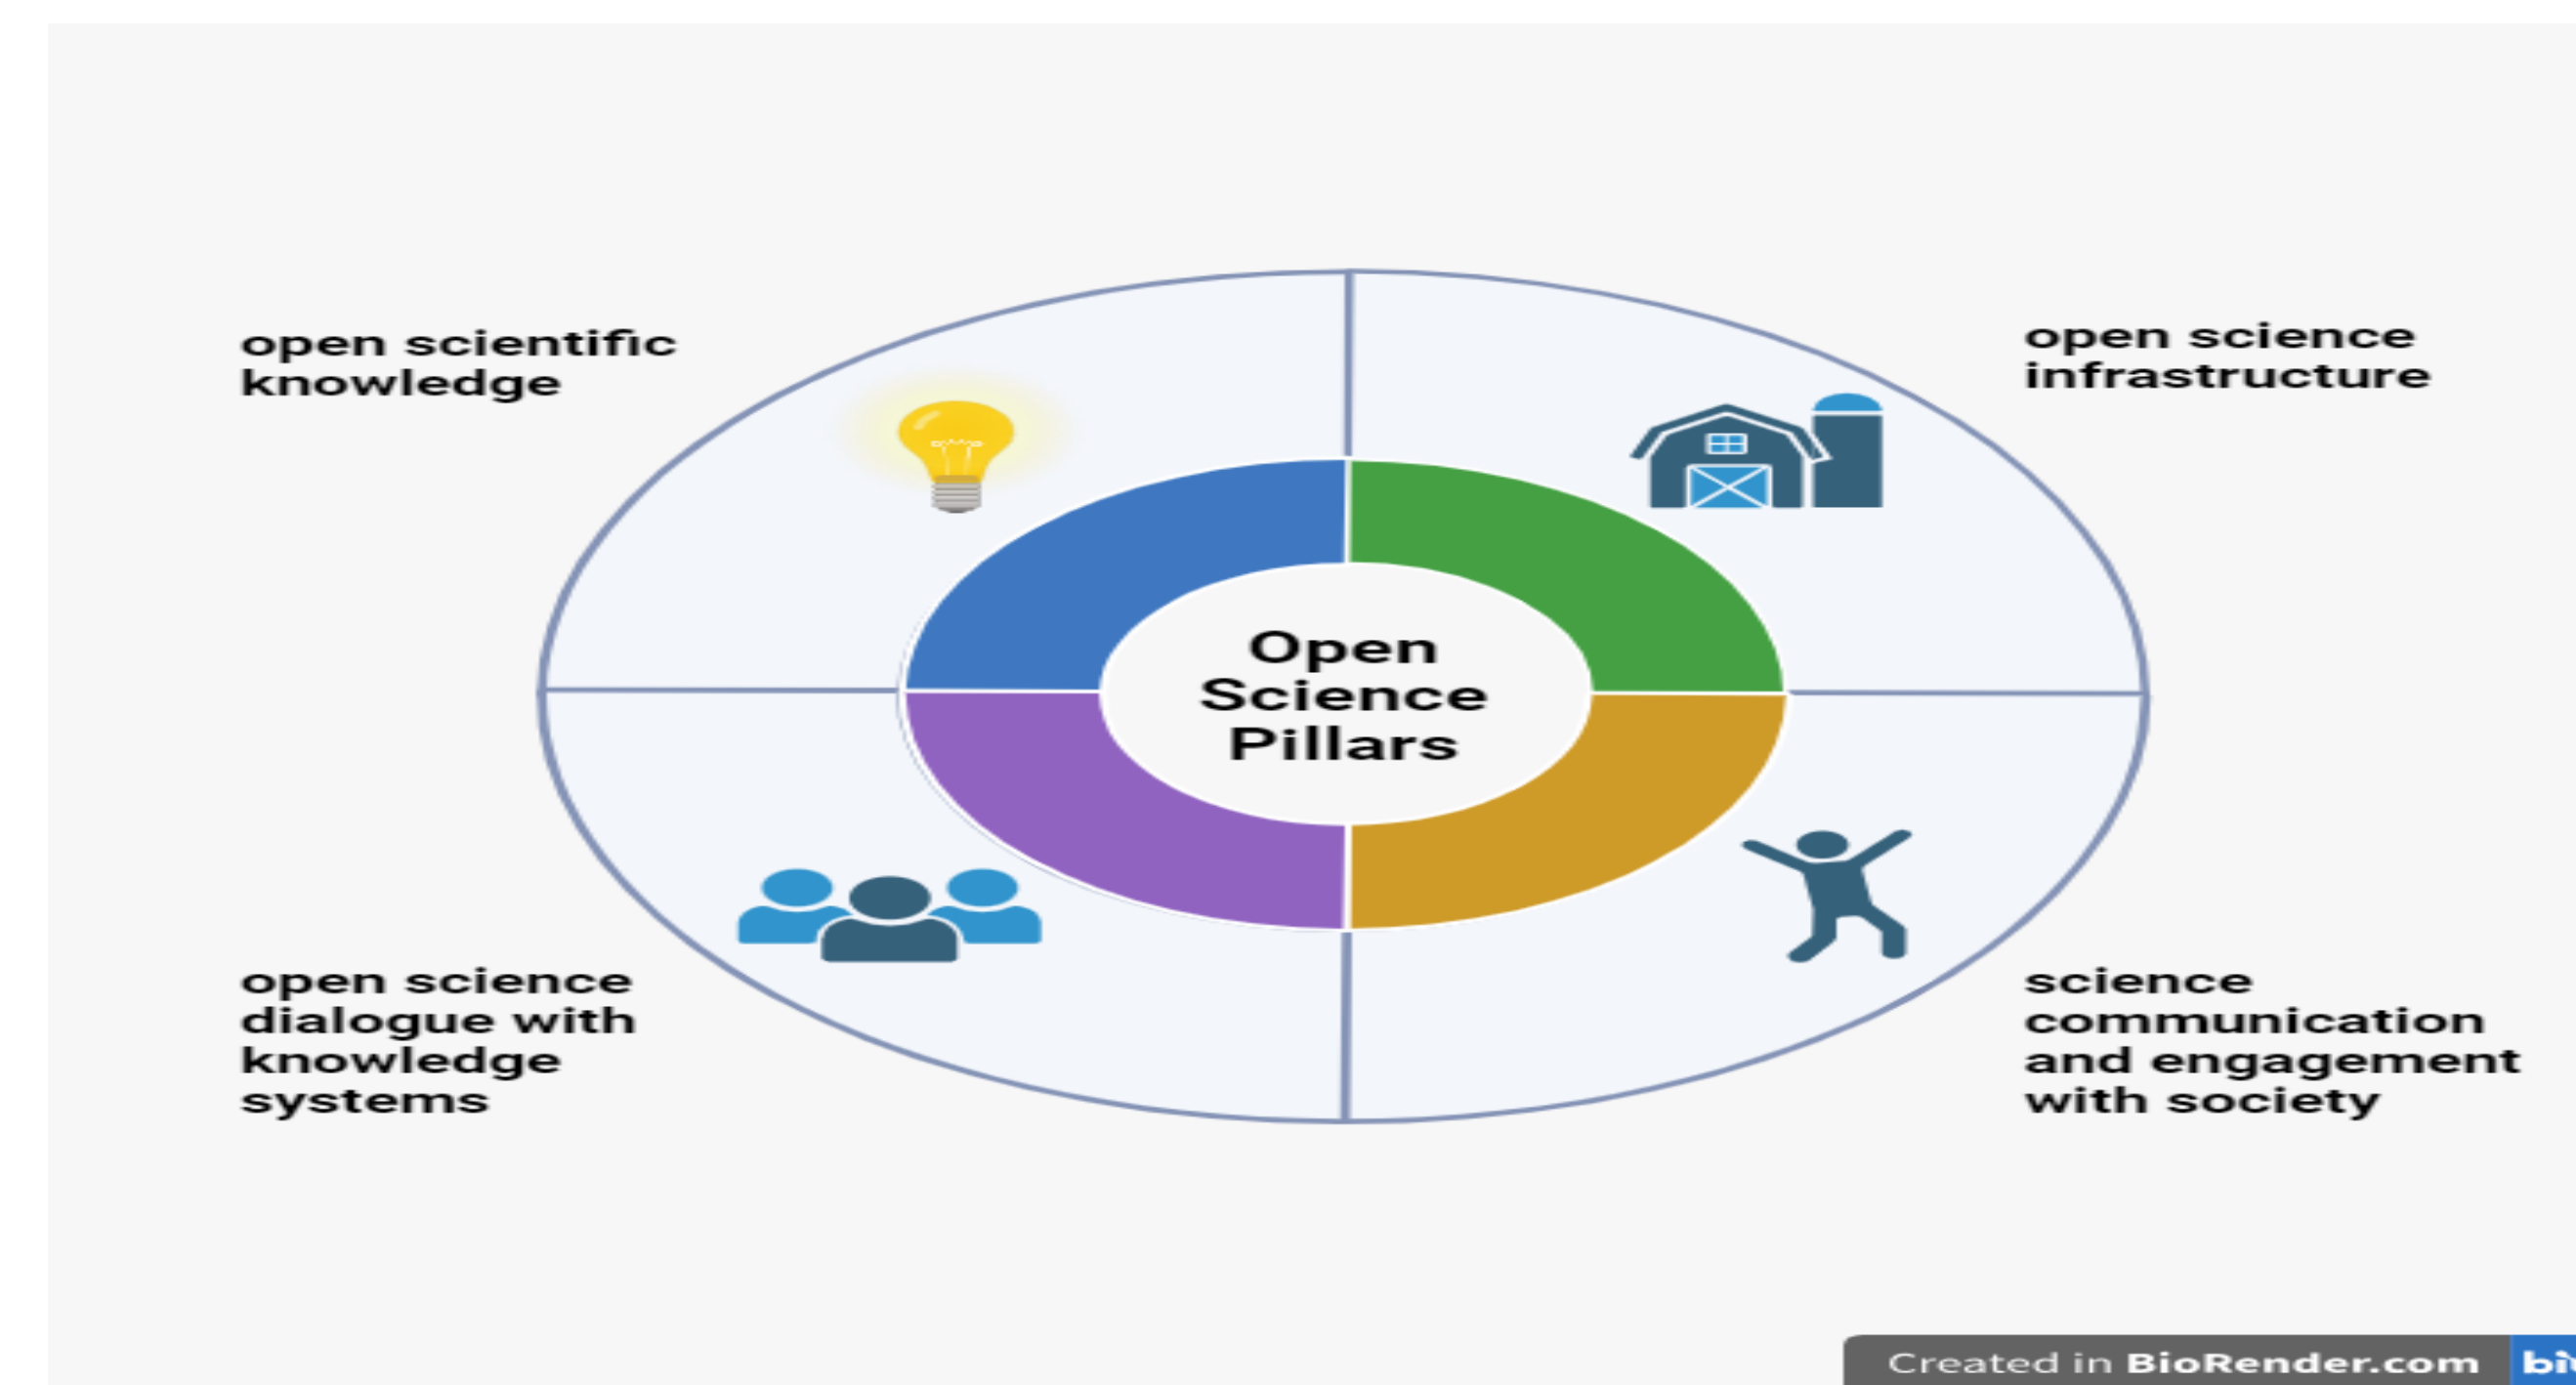 open scientific
knowledge
open science
infrastructure
Open
Science
Pillars
open science
dialogue with
knowledge
systems
science
communication
and engagement
with society
Created in BioRender.com